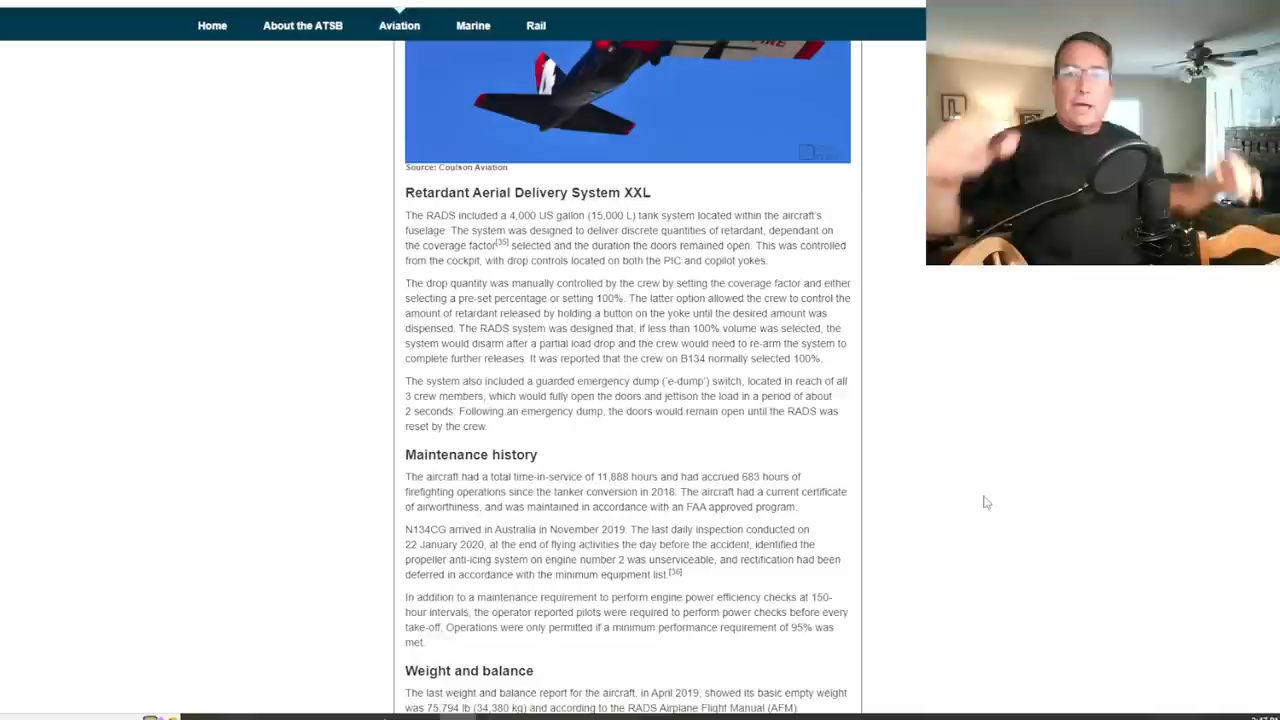 Home About the ATSB Aviation Marine Rail
FIRE
Source: Coulson Aviation
Retardant Aerial Delivery System XXL
The RADS included a 4,000 US gallon (15,000 L) tank system located within the aircraft's
fuselage. The system was designed to deliver discrete quantities of retardant, dependant on
the coverage factor[35] selected and the duration the doors remained open. This was controlled
from the cockpit, with drop controls located on both the PIC and copilot yokes.
The drop quantity was manually controlled by the crew by setting the coverage factor and either
selecting a pre-set percentage or setting 100%. The latter option allowed the crew to control the
amount of retardant released by holding a button on the yoke until the desired amount was
dispensed. The RADS system was designed that, if less than 100% volume was selected, the
system would disarm after a partial load drop and the crew would need to re-arm the system to
complete further releases. It was reported that the crew on B134 normally selected 100%.
The system also included a guarded emergency dump ('e-dump') switch, located in reach of all
3 crew members, which would fully open the doors and jettison the load in a period of about
2 seconds. Following an emergency dump, the doors would remain open until the RADS was
reset by the crew.
Maintenance history
The aircraft had a total time-in-service of 11,888 hours and had accrued 683 hours of
firefighting operations since the tanker conversion in 2018. The aircraft had a current certificate
of airworthiness, and was maintained in accordance with an FAA approved program.
N134CG arrived in Australia in November 2019. The last daily inspection conducted on
22 January 2020, at the end of flying activities the day before the accident, identified the
propeller anti-icing system on engine number 2 was unserviceable, and rectification had been
deferred in accordance with the minimum equipment list.[36]
In addition to a maintenance requirement to perform engine power efficiency checks at 150-
hour intervals, the operator reported pilots were required to perform power checks before every
take-off. Operations were only permitted if a minimum performance requirement of 95% was
met.
Weight and balance
The last weight and balance report for the aircraft, in April 2019, showed its basic empty weight
was 75,794 lb (34,380 kg) and according to the RADS Airplane Flight Manual (AFM)